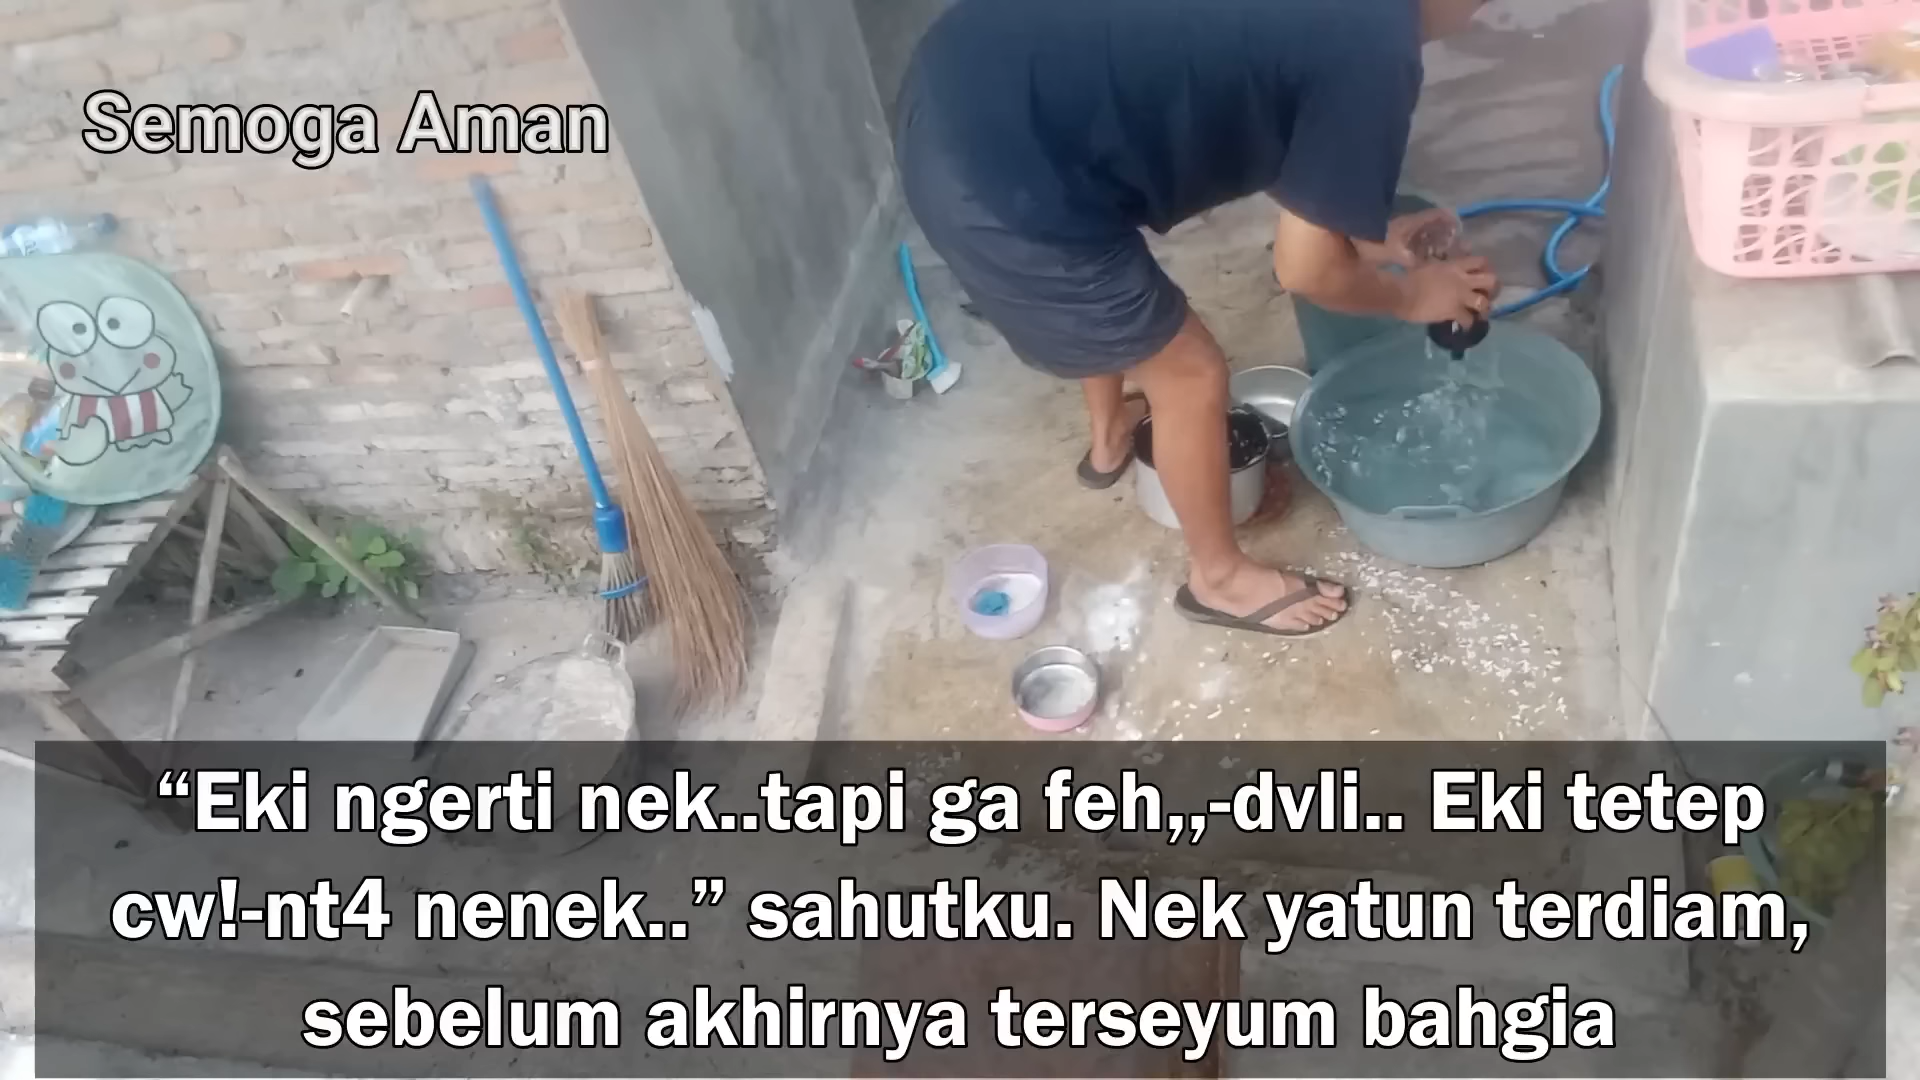 Semoga Aman
“Eki ngerti nek..tapi ga feh,,-dvli.. Eki tetep
cw!-nt4 nenek..” sahutku. Nek yatun terdiam,
sebelum akhirnya terseyum bahgia